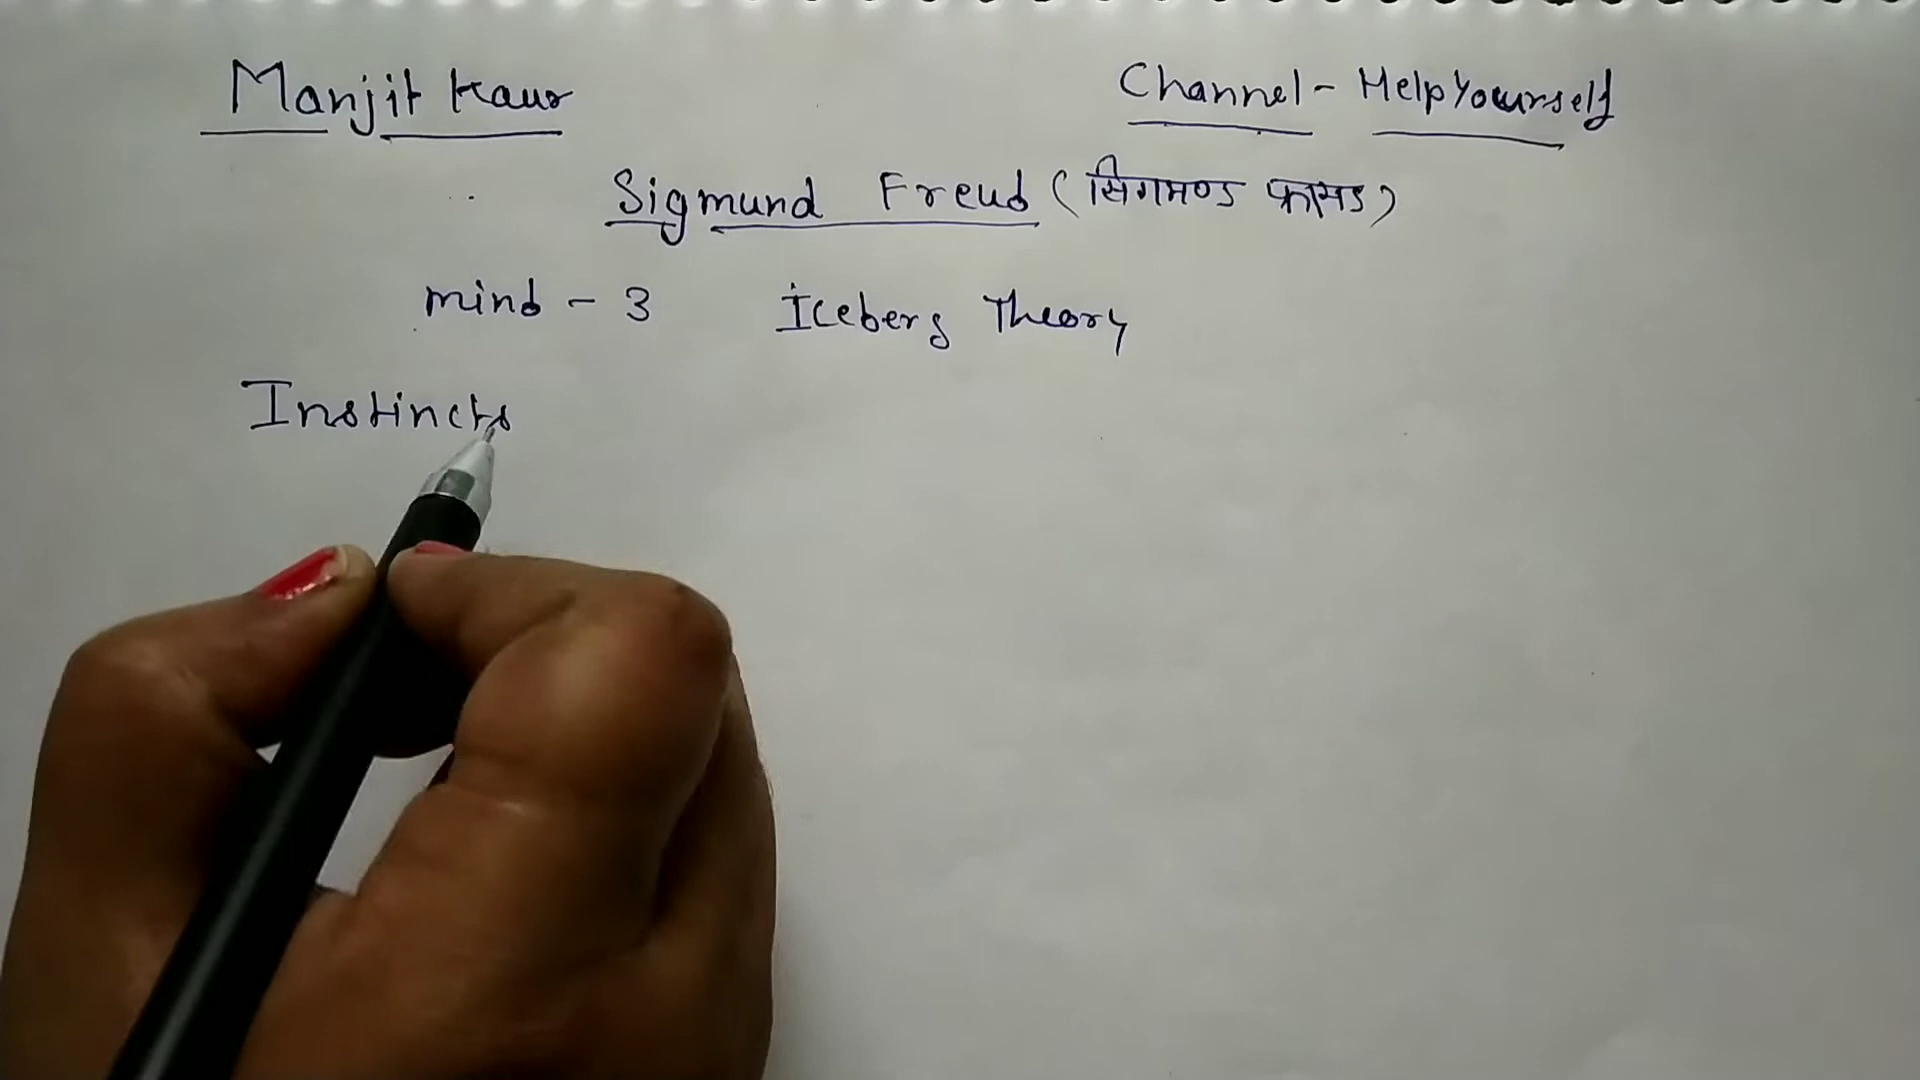 Manjit Kaur Channel - HelpYourself
Sigmund Freud (सिगमण्ड फ्रायड)
mind - 3 Iceberg Theory
Instincts